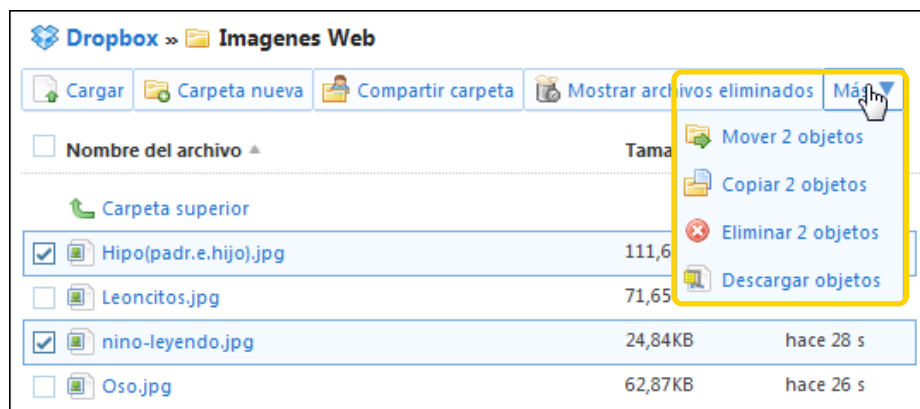 Dropbox » Imagenes Web
Cargar Carpeta nueva Compartir carpeta Mostrar archivos eliminados Más
Nombre del archivo
Mover 2 objetos
Copiar 2 objetos
Carpeta superior
Eliminar 2 objetos
Hipo(padr.e.hijo).jpg
Descargar objetos
Leoncitos.jpg
nino-leyendo.jpg 24,84KB hace 28 s
Oso.jpg 62,87KB hace 26 s